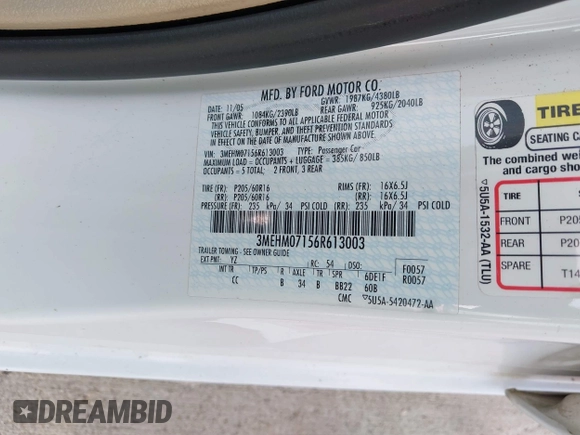 MFD. BY FORD MOTOR CO.
DATE: 11/05 GVWR: 1987KG/4380LB
FRONT GAWR: 1084KG/2390LB REAR GAWR: 925KG/2040LB
THIS VEHICLE CONFORMS TO ALL APPLICABLE FEDERAL MOTOR
VEHICLE SAFETY, BUMPER, AND THEFT PREVENTION STANDARDS
IN EFFECT ON THE DATE OF MANUFACTURE SHOWN ABOVE.
VIN: 3MEHM07156R613003 TYPE: Passenger Car
MAXIMUM LOAD = OCCUPANTS + LUGGAGE = 385KG/850LB
OCCUPANTS = 5 TOTAL: 2 FRONT, 3 REAR
TIRE (FR): P205/60R16 RIMS (FR): 16X6.5J
(RR): P205/60R16 (RR): 16X6.5J
PRESSURE (FR): 235 kPa/ 34 PSI COLD (RR): 235 kPa/ 34 PSI COLD
3MEHM07156R613003
TRAILER TOWING - SEE OWNER GUIDE
EXT PNT: YZ RC: 54 DSO: F0057
INT TR TP/PS R AXLE TR SPR 6DE1F R0057
CC B 34 B BB22 60B
CMC ▽5U5A-5420472-AA
▽5U5A-1532-AA (TLU)
TIRE
SEATING CA
The combined wei
and cargo shou
TIRE
FRONT P205
REAR P20
SPARE T14
DREAMBID